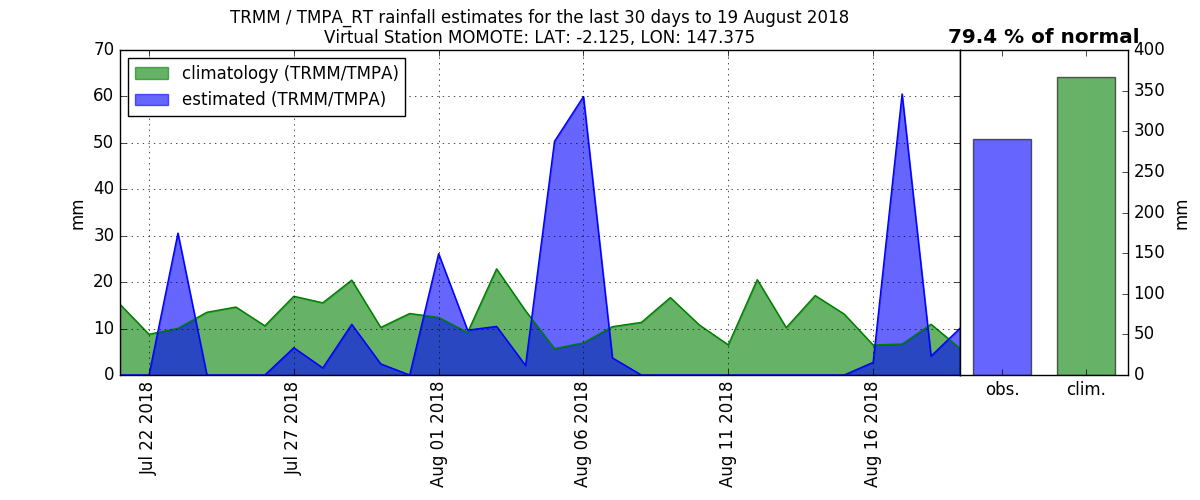 TRMM / TMPA_RT rainfall estimates for the last 30 days to 19 August 2018
Virtual Station MOMOTE: LAT: -2.125, LON: 147.375
79.4 % of normal
climatology (TRMM/TMPA)
estimated (TRMM/TMPA)
70
60
50
40
30
20
10
0
mm
Jul 22 2018
Jul 27 2018
Aug 01 2018
Aug 06 2018
Aug 11 2018
Aug 16 2018
400
350
300
250
200
150
100
50
0
mm
obs.
clim.